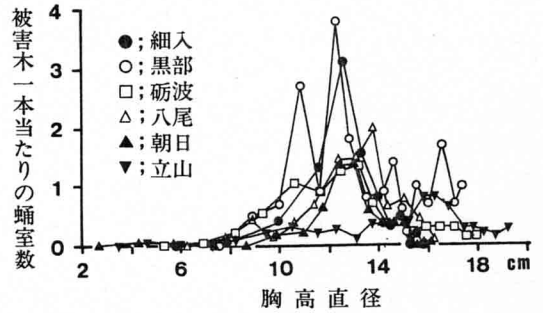 被害木一本当たりの蛹室数
4
3
2
1
0
●;細入
○;黒部
□;砺波
△;八尾
▲;朝日
▼;立山
2 6 10 14 18 cm
胸高直径